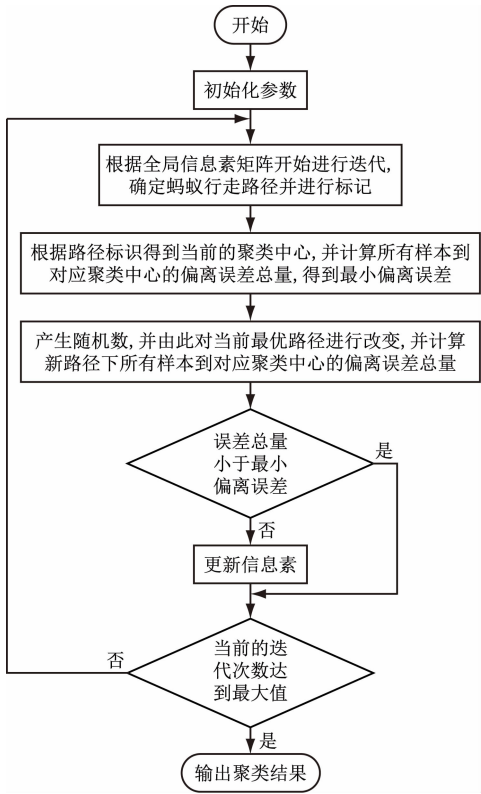 开始
初始化参数
根据全局信息素矩阵开始进行迭代,
确定蚂蚁行走路径并进行标记
根据路径标识得到当前的聚类中心,并计算所有样本到
对应聚类中心的偏离误差总量,得到最小偏离误差
产生随机数,并由此对当前最优路径进行改变,并计算
新路径下所有样本到对应聚类中心的偏离误差总量
误差总量
小于最小
偏离误差
是
否
更新信息素
当前的迭
代次数达
到最大值
否
是
输出聚类结果